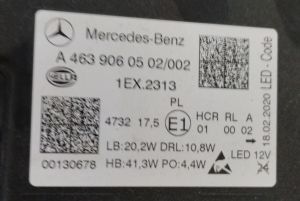 Mercedes-Benz
A 463 906 05 02/002
HELLA
1EX.2313
PL
4732 17,5
E1
HCR RL A
01 00 02
LB:20,2W DRL:10,8W
HB:41,3W PO:4,4W
LED 12V
00130678
LED - Code
18.02.2020